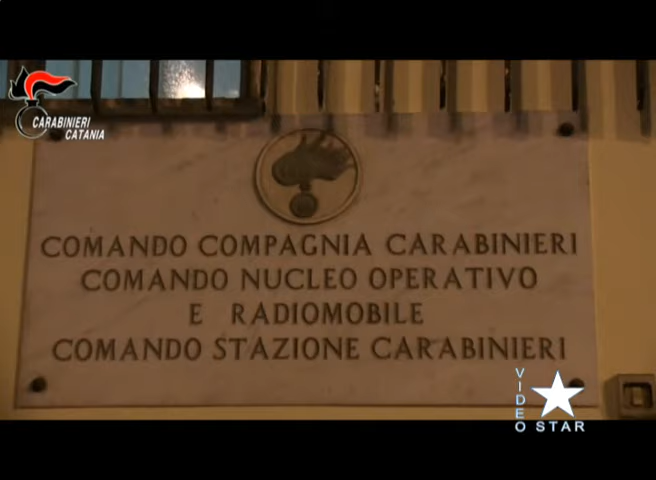 CARABINIERI
CATANIA
COMANDO COMPAGNIA CARABINIERI
COMANDO NUCLEO OPERATIVO
E RADIOMOBILE
COMANDO STAZIONE CARABINIERI
VIDEO STAR